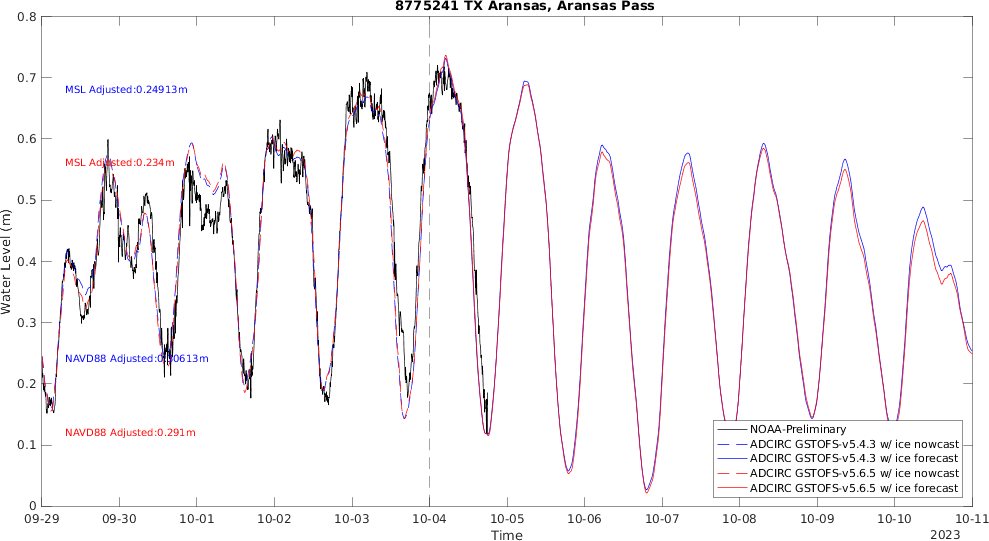 8775241 TX Aransas, Aransas Pass
0.8
0.7
0.6
0.5
0.4
0.3
0.2
0.1
0
Water Level (m)
MSL Adjusted:0.24913m
MSL Adjusted:0.234m
NAVD88 Adjusted:0.30613m
NAVD88 Adjusted:0.291m
NOAA-Preliminary
ADCIRC GSTOFS-v5.4.3 w/ ice nowcast
ADCIRC GSTOFS-v5.4.3 w/ ice forecast
ADCIRC GSTOFS-v5.6.5 w/ ice nowcast
ADCIRC GSTOFS-v5.6.5 w/ ice forecast
09-29 09-30 10-01 10-02 10-03 10-04 10-05 10-06 10-07 10-08 10-09 10-10 10-11
Time
2023